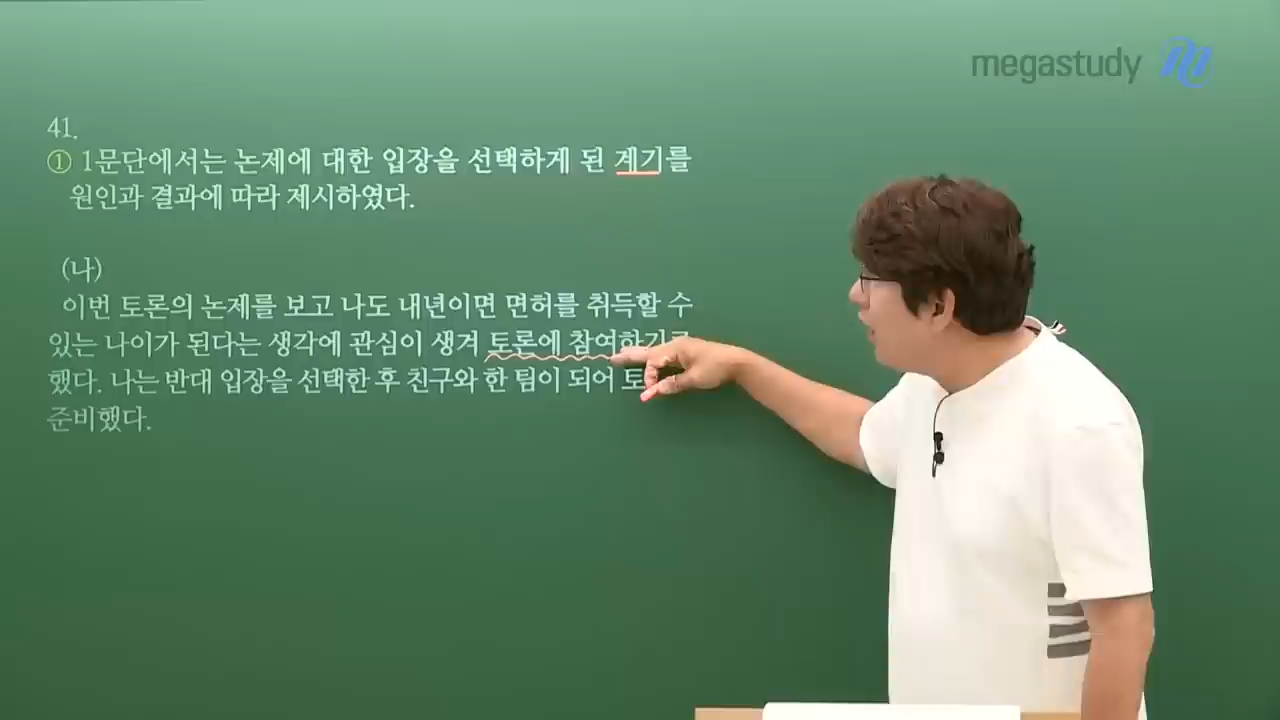 megastudy
41.
① 1문단에서는 논제에 대한 입장을 선택하게 된 계기를
원인과 결과에 따라 제시하였다.
(나)
이번 토론의 논제를 보고 나도 내년이면 면허를 취득할 수
있는 나이가 된다는 생각에 관심이 생겨 토론에 참여하기로
했다. 나는 반대 입장을 선택한 후 친구와 한 팀이 되어
준비했다.